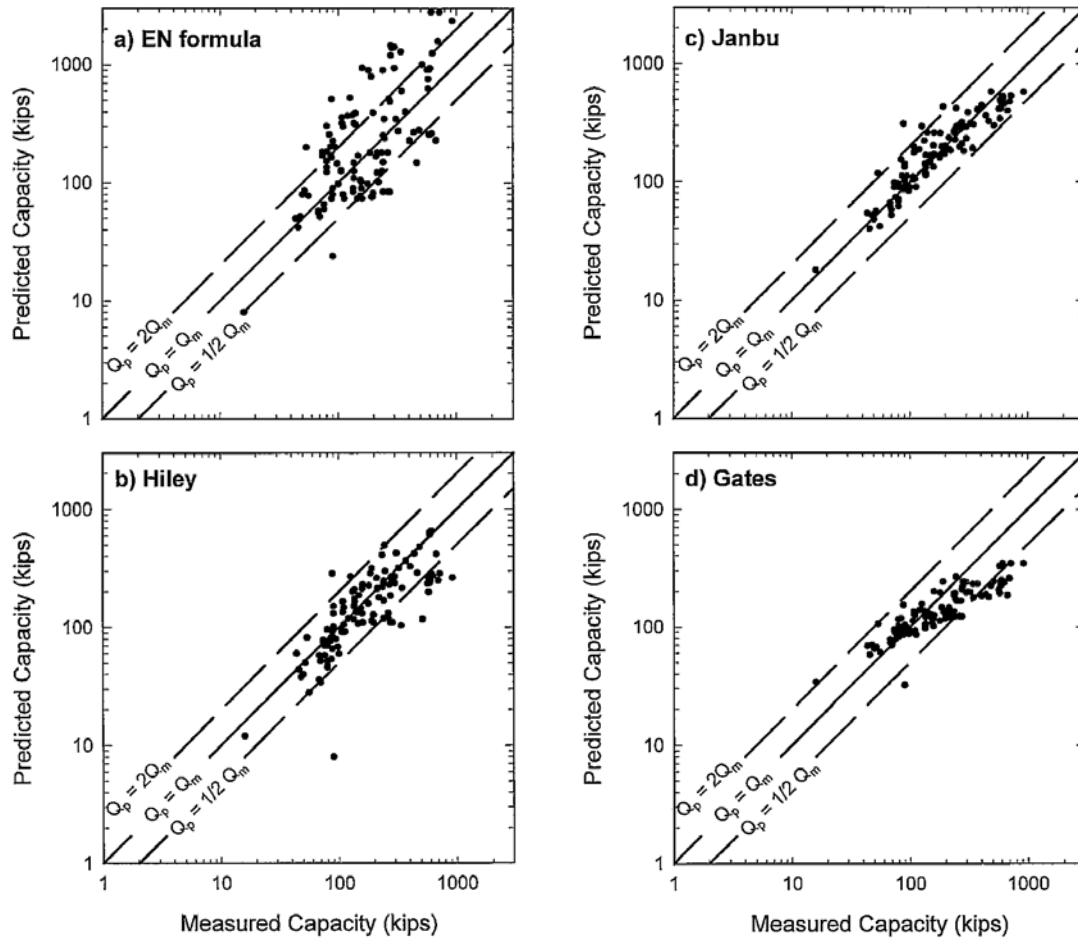 a) EN formula
Predicted Capacity (kips)
1000
100
10
1
Qp = 2Qm
Qp = Qm
Qp = 1/2 Qm
c) Janbu
Predicted Capacity (kips)
1000
100
10
1
Qp = 2Qm
Qp = Qm
Qp = 1/2 Qm
b) Hiley
Predicted Capacity (kips)
1000
100
10
1
Qp = 2Qm
Qp = Qm
Qp = 1/2 Qm
1 10 100 1000
Measured Capacity (kips)
d) Gates
Predicted Capacity (kips)
1000
100
10
1
Qp = 2Qm
Qp = Qm
Qp = 1/2 Qm
1 10 100 1000
Measured Capacity (kips)